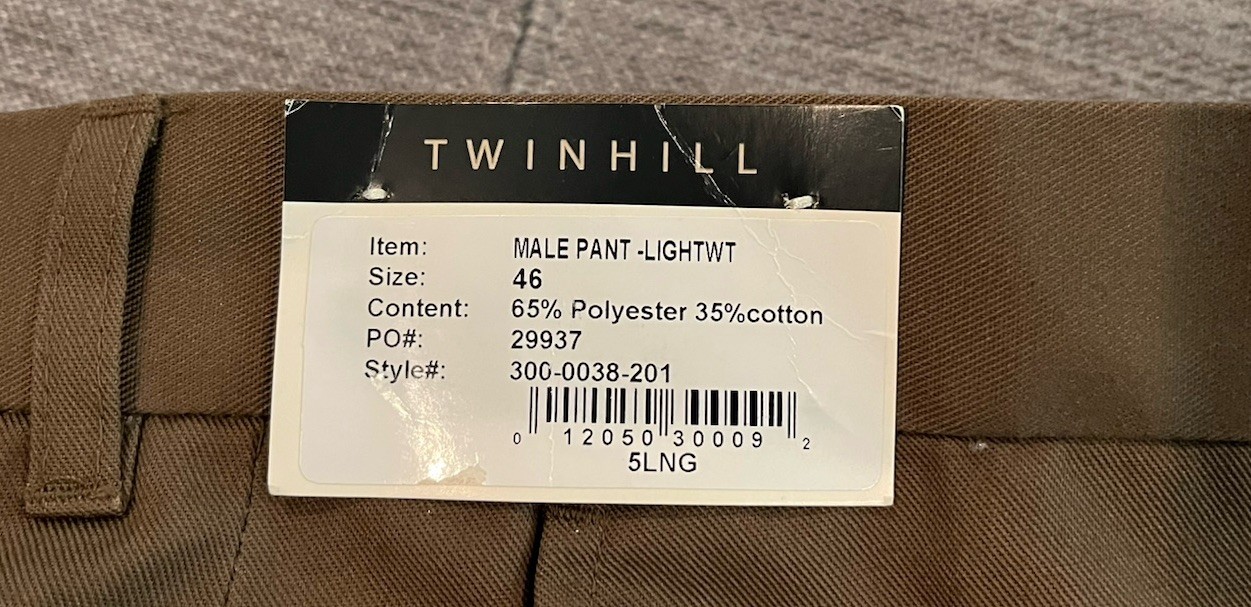 TWINHILL
Item: MALE PANT -LIGHTWT
Size: 46
Content: 65% Polyester 35%cotton
PO#: 29937
Style#: 300-0038-201
0 12050 30009 2
5LNG